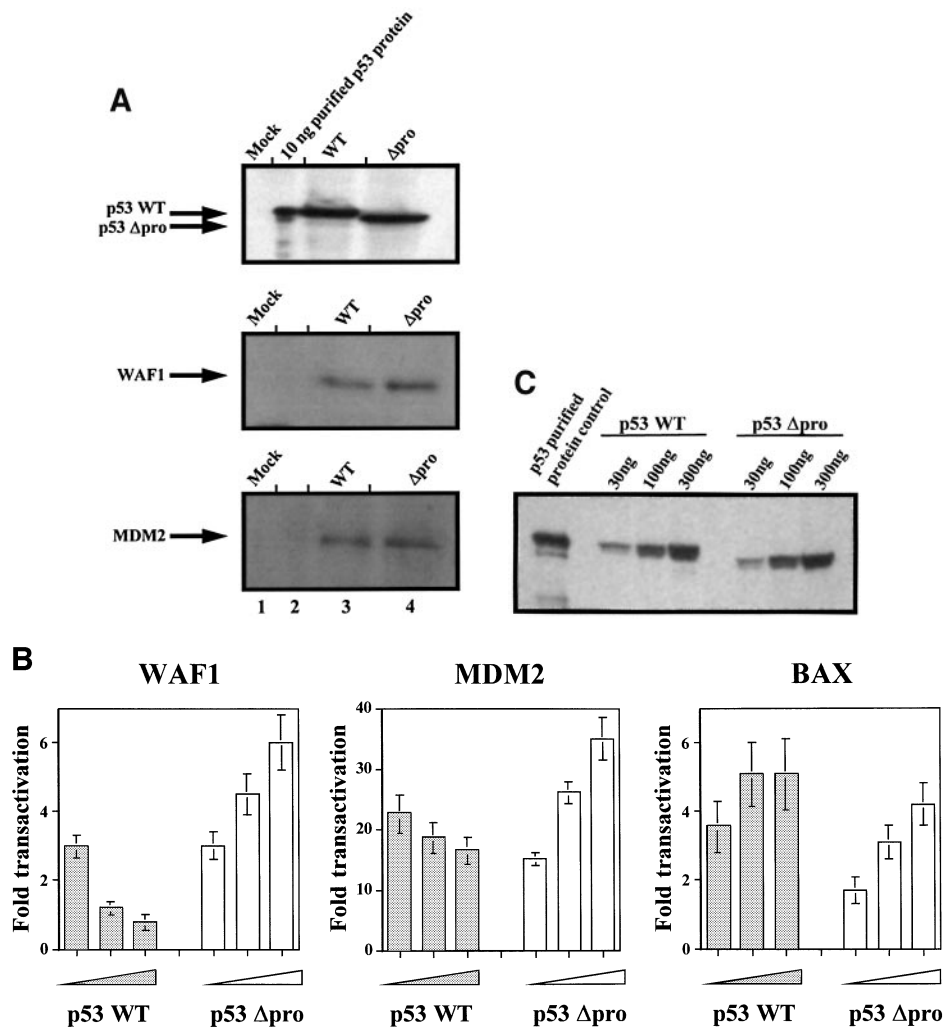 A
Mock
10 ng purified p53 protein
WT
Δpro
p53 WT
p53 Δpro
Mock
WT
Δpro
WAF1
Mock
WT
Δpro
MDM2
1 2 3 4
C
p53 purified
protein control
p53 WT
p53 Δpro
30ng
100ng
300ng
30ng
100ng
300ng
B
WAF1
MDM2
BAX
Fold transactivation
6
4
2
0
p53 WT
p53 Δpro
Fold transactivation
40
30
20
10
0
p53 WT
p53 Δpro
Fold transactivation
6
4
2
0
p53 WT
p53 Δpro